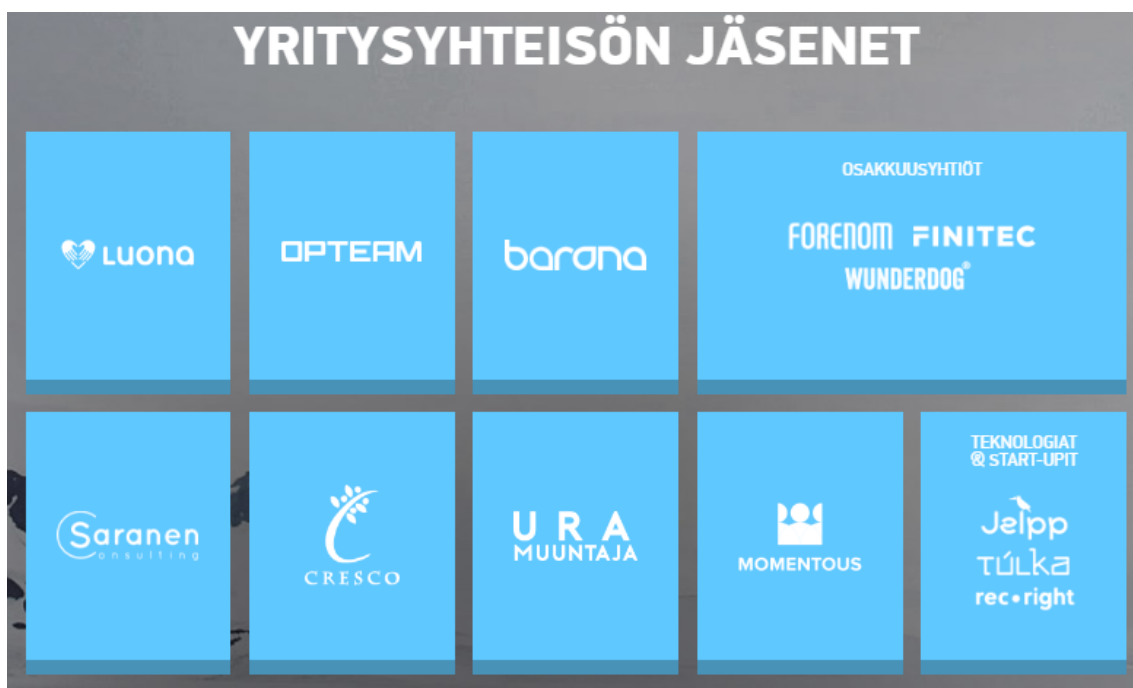 YRITYSYHTEISÖN JÄSENET
LUONA
OPTEAM
barona
OSAKKUUSYHTIÖT
FORENOM FINITEC
WUNDERDOG®
Saranen
Consulting
CRESCO
URA
MUUNTAJA
MOMENTOUS
TEKNOLOGIAT
& START-UPIT
Jelpp
TÚLKA
rec•right